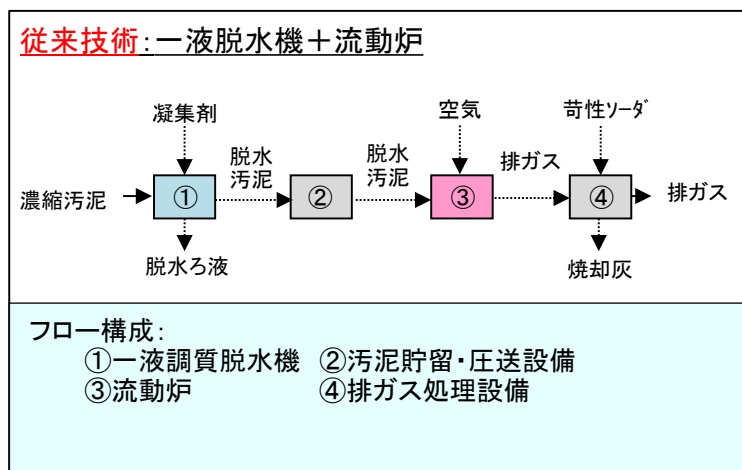 従来技術：一液脱水機＋流動炉
凝集剤
空気
苛性ｿｰﾀﾞ
脱水
汚泥
脱水
汚泥
排ガス
濃縮汚泥
①
②
③
④
排ガス
脱水ろ液
焼却灰
フロー構成：
①一液調質脱水機 ②汚泥貯留・圧送設備
③流動炉 ④排ガス処理設備